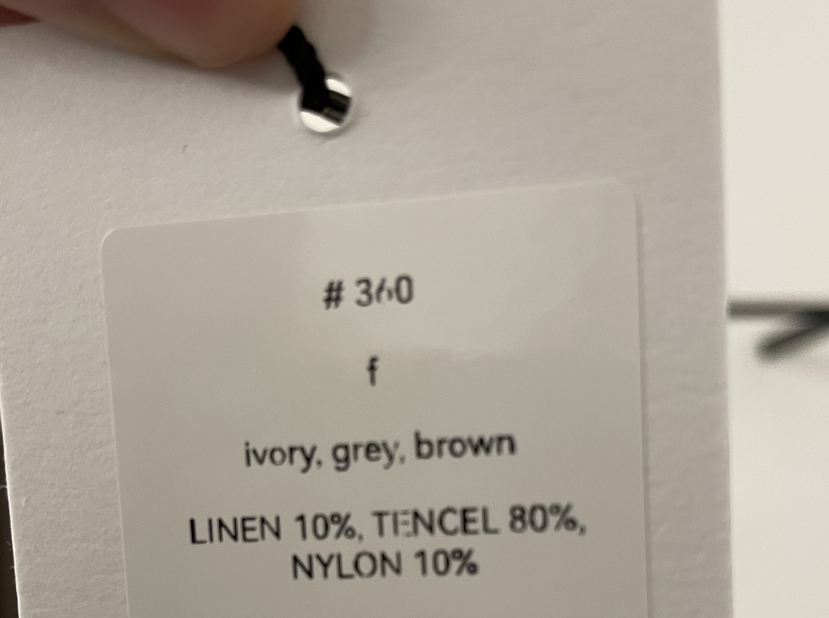 # 360
f
ivory, grey, brown
LINEN 10%, TENCEL 80%,
NYLON 10%